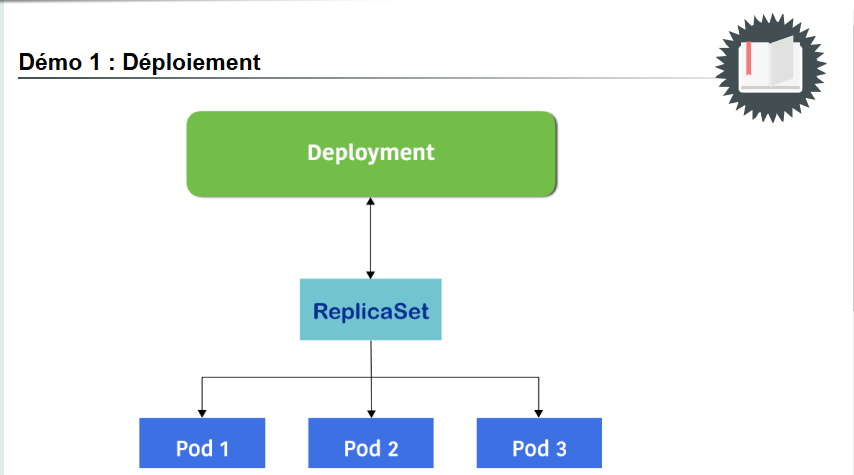 Démo 1 : Déploiement
Deployment
ReplicaSet
Pod 1
Pod 2
Pod 3